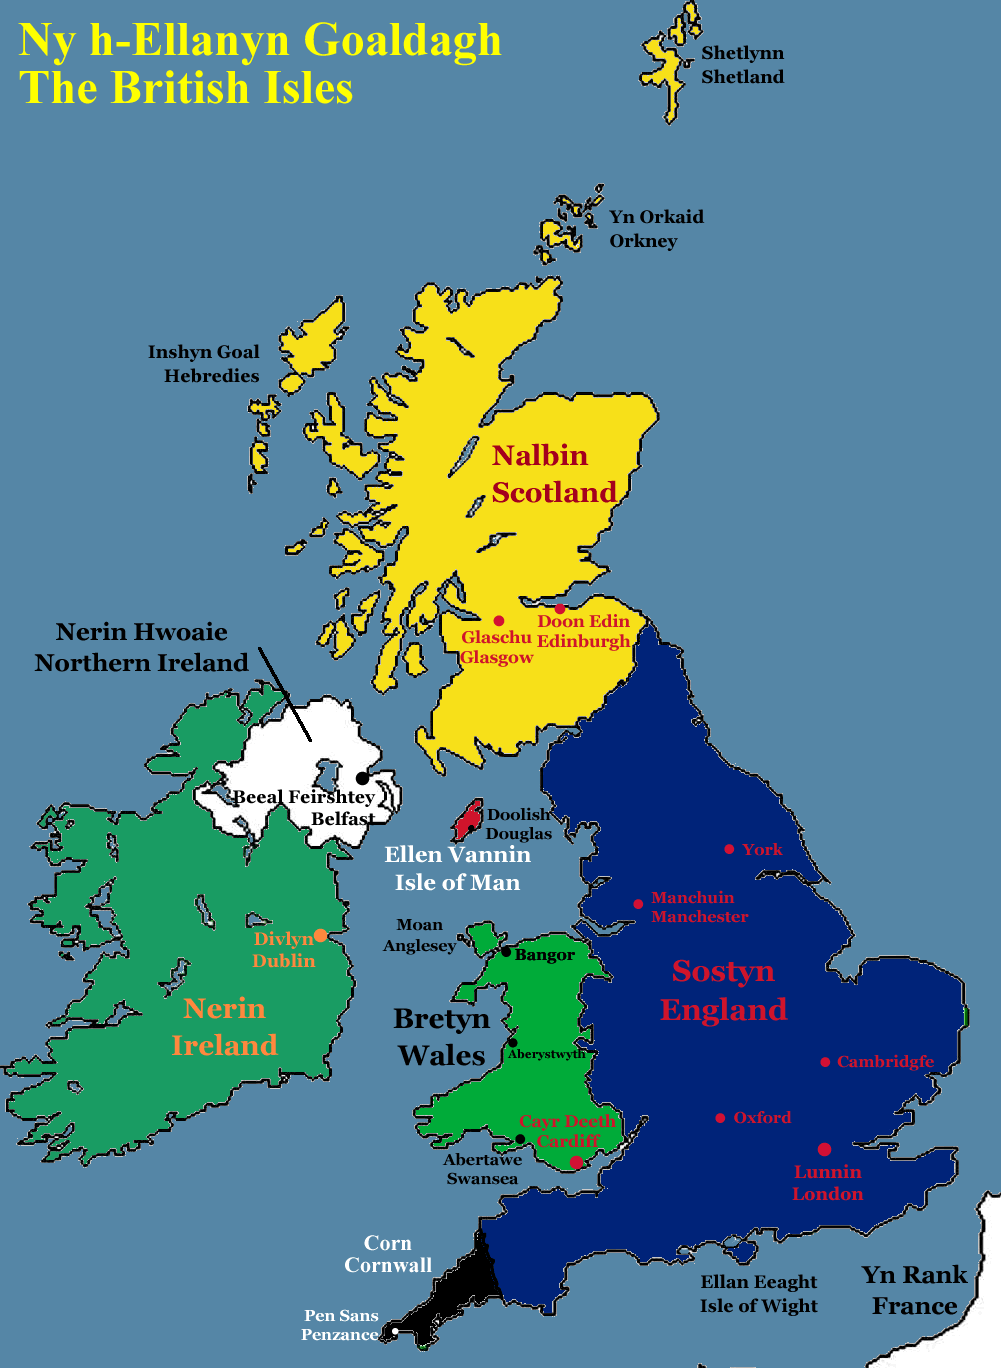 Ny h-Ellanyn Goaldagh
The British Isles
Shetlynn
Shetland
Yn Orkaid
Orkney
Inshyn Goal
Hebredies
Nalbin
Scotland
Doon Edin
Edinburgh
Glaschu
Glasgow
Nerin Hwoaie
Northern Ireland
Beeal Feirshtey
Belfast
Doolish
Douglas
Ellen Vannin
Isle of Man
York
Manchuin
Manchester
Moan
Anglesey
Bangor
Divlyn
Dublin
Sostyn
England
Nerin
Ireland
Bretyn
Wales
Aberystwyth
Cambridgfe
Oxford
Cayr Deeth
Cardiff
Abertawe
Swansea
Lunnin
London
Corn
Cornwall
Ellan Eeaght
Isle of Wight
Yn Rank
France
Pen Sans
Penzance